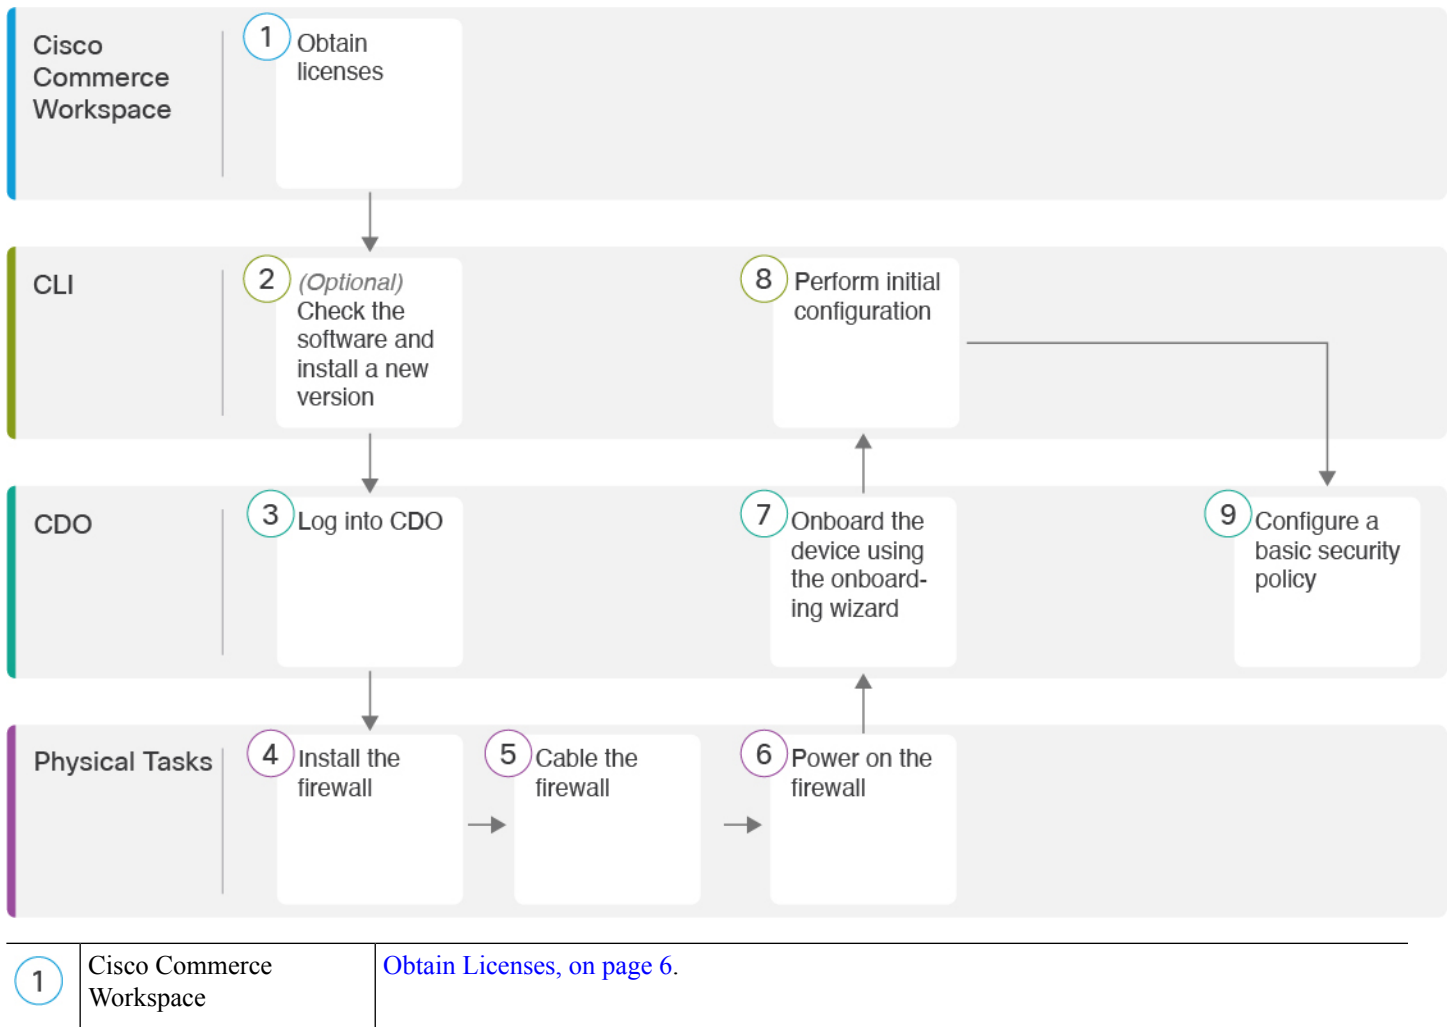 Cisco
Commerce
Workspace
1
Obtain
licenses
CLI
2
(Optional)
Check the
software and
install a new
version
8
Perform initial
configuration
CDO
3
Log into CDO
7
Onboard the
device using
the onboard-
ing wizard
9
Configure a
basic security
policy
Physical Tasks
4
Install the
firewall
5
Cable the
firewall
6
Power on the
firewall
1
Cisco Commerce
Workspace
Obtain Licenses, on page 6.